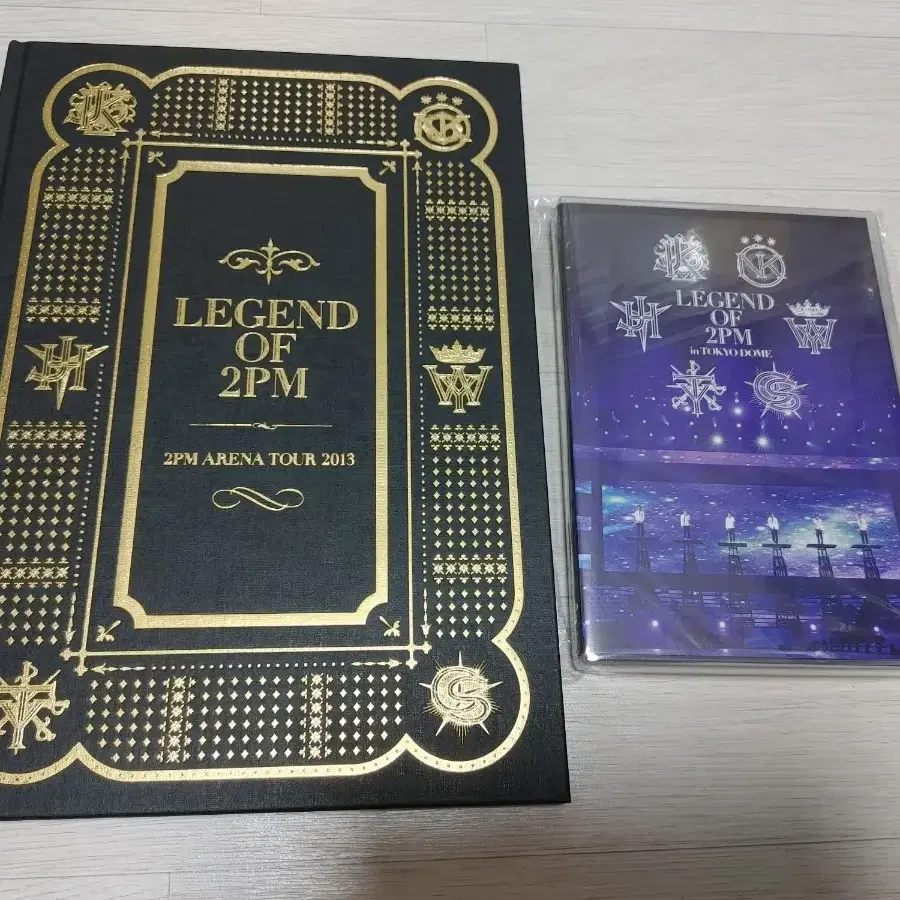 LEGEND
OF
2PM
2PM ARENA TOUR 2013
LEGEND
OF
2PM
in TOKYO DOME